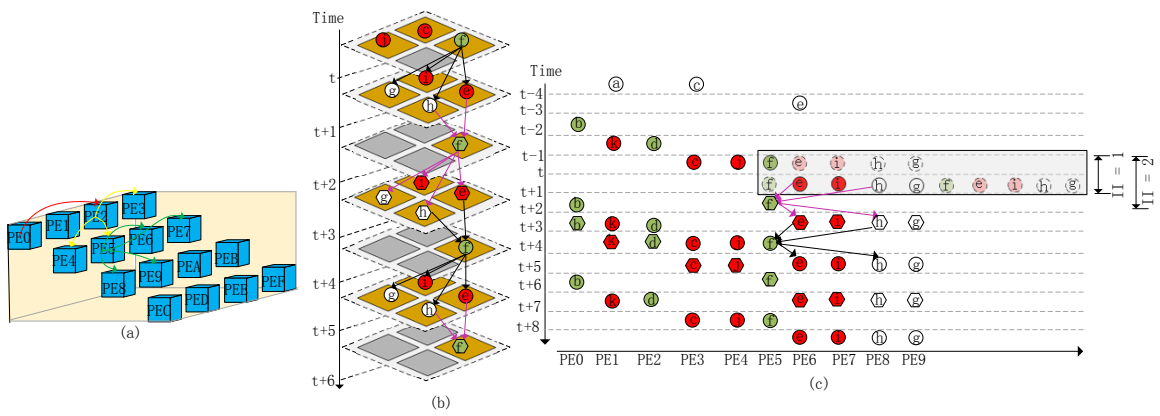 PE0 PE1 PE2 PE3
PE4 PE5 PE6 PE7
PE8 PE9 PEA PEB
PEC PED PEE PEF
(a)
Time
i c f
t
i
g h e
t+1
f
t+2
i
g h e
t+3
f
t+4
i
g h e
t+5
f
t+6
(b)
Time
a c
t-4
e
t-3
b
t-2
k d
t-1
c j f e i h g
t
f e i h g f e i h g
t+1
b f
t+2
b k d e i h g
t+3
k d c j f
t+4
c j e i h g
t+5
b f
t+6
k d e i h g
t+7
c j f
t+8
e i h g
II = 1
II = 2
PE0 PE1 PE2 PE3 PE4 PE5 PE6 PE7 PE8 PE9
(c)